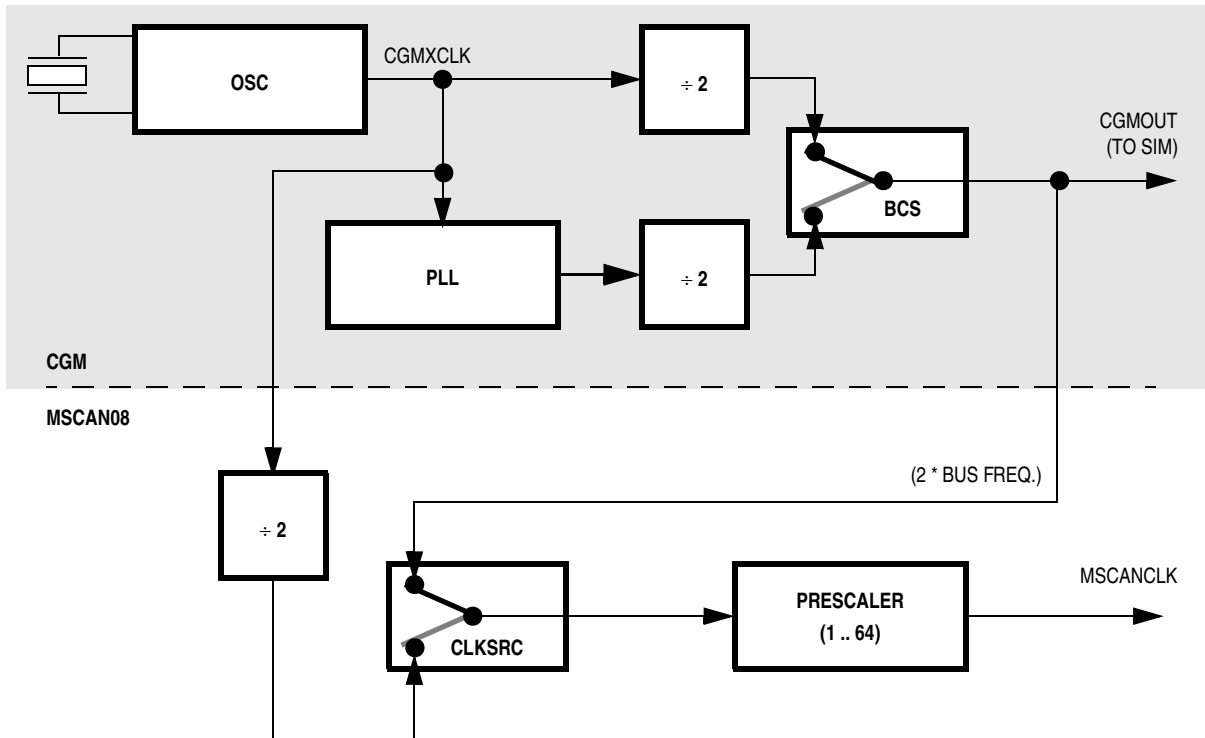 CGMXCLK
OSC
÷ 2
CGMOUT
(TO SIM)
BCS
PLL
÷ 2
CGM
MSCAN08
(2 * BUS FREQ.)
÷ 2
MSCANCLK
PRESCALER
(1 .. 64)
CLKSRC